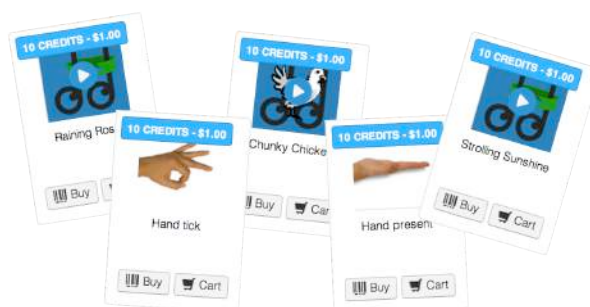 10 CREDITS - $1.00
Raining Ros
Buy
10 CREDITS - $1.00
Chunky Chicke
Buy
Car
10 CREDITS - $1.00
Strolling Sunshine
Buy
Cart
10 CREDITS - $1.00
Hand tick
Buy
Cart
10 CREDITS - $1.00
Hand present
Buy
Cart